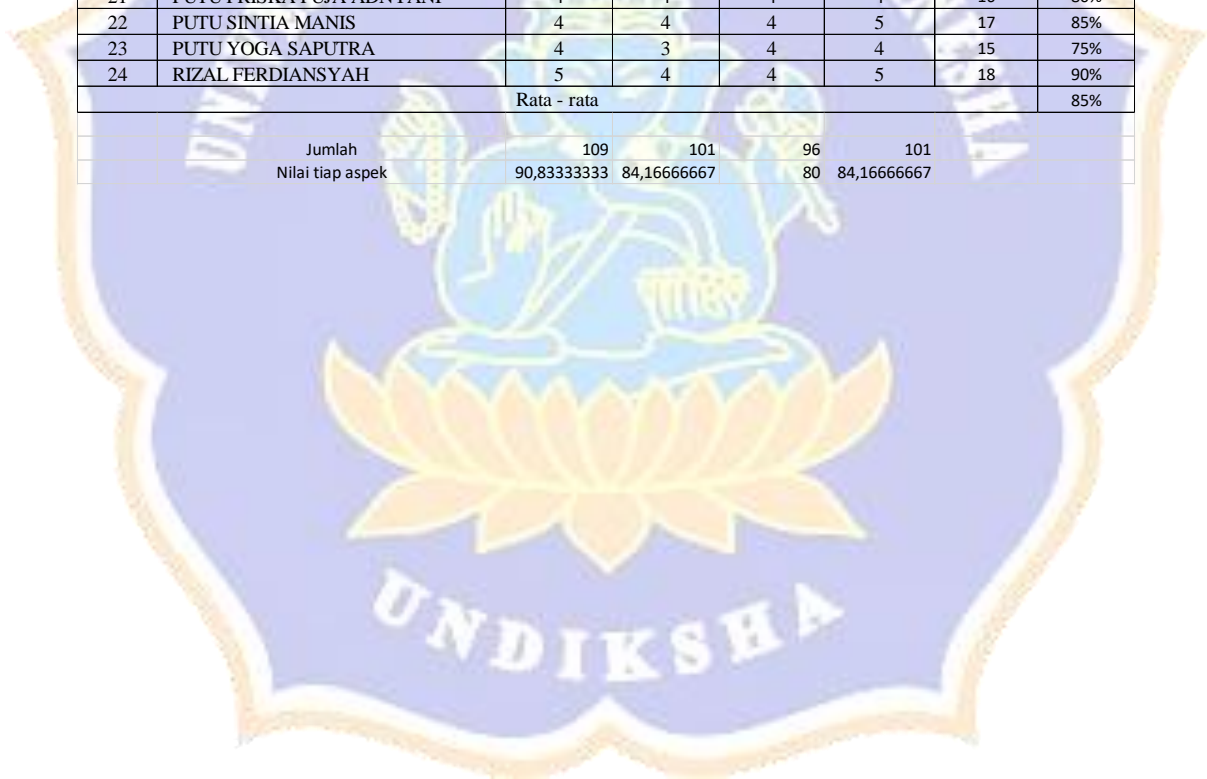 22 PUTU SINTIA MANIS 4 4 4 5 17 85%
23 PUTU YOGA SAPUTRA 4 3 4 4 15 75%
24 RIZAL FERDIANSYAH 5 4 4 5 18 90%
Rata - rata 85%
Jumlah 109 101 96 101
Nilai tiap aspek 90,83333333 84,16666667 80 84,16666667
UNDIKSHA